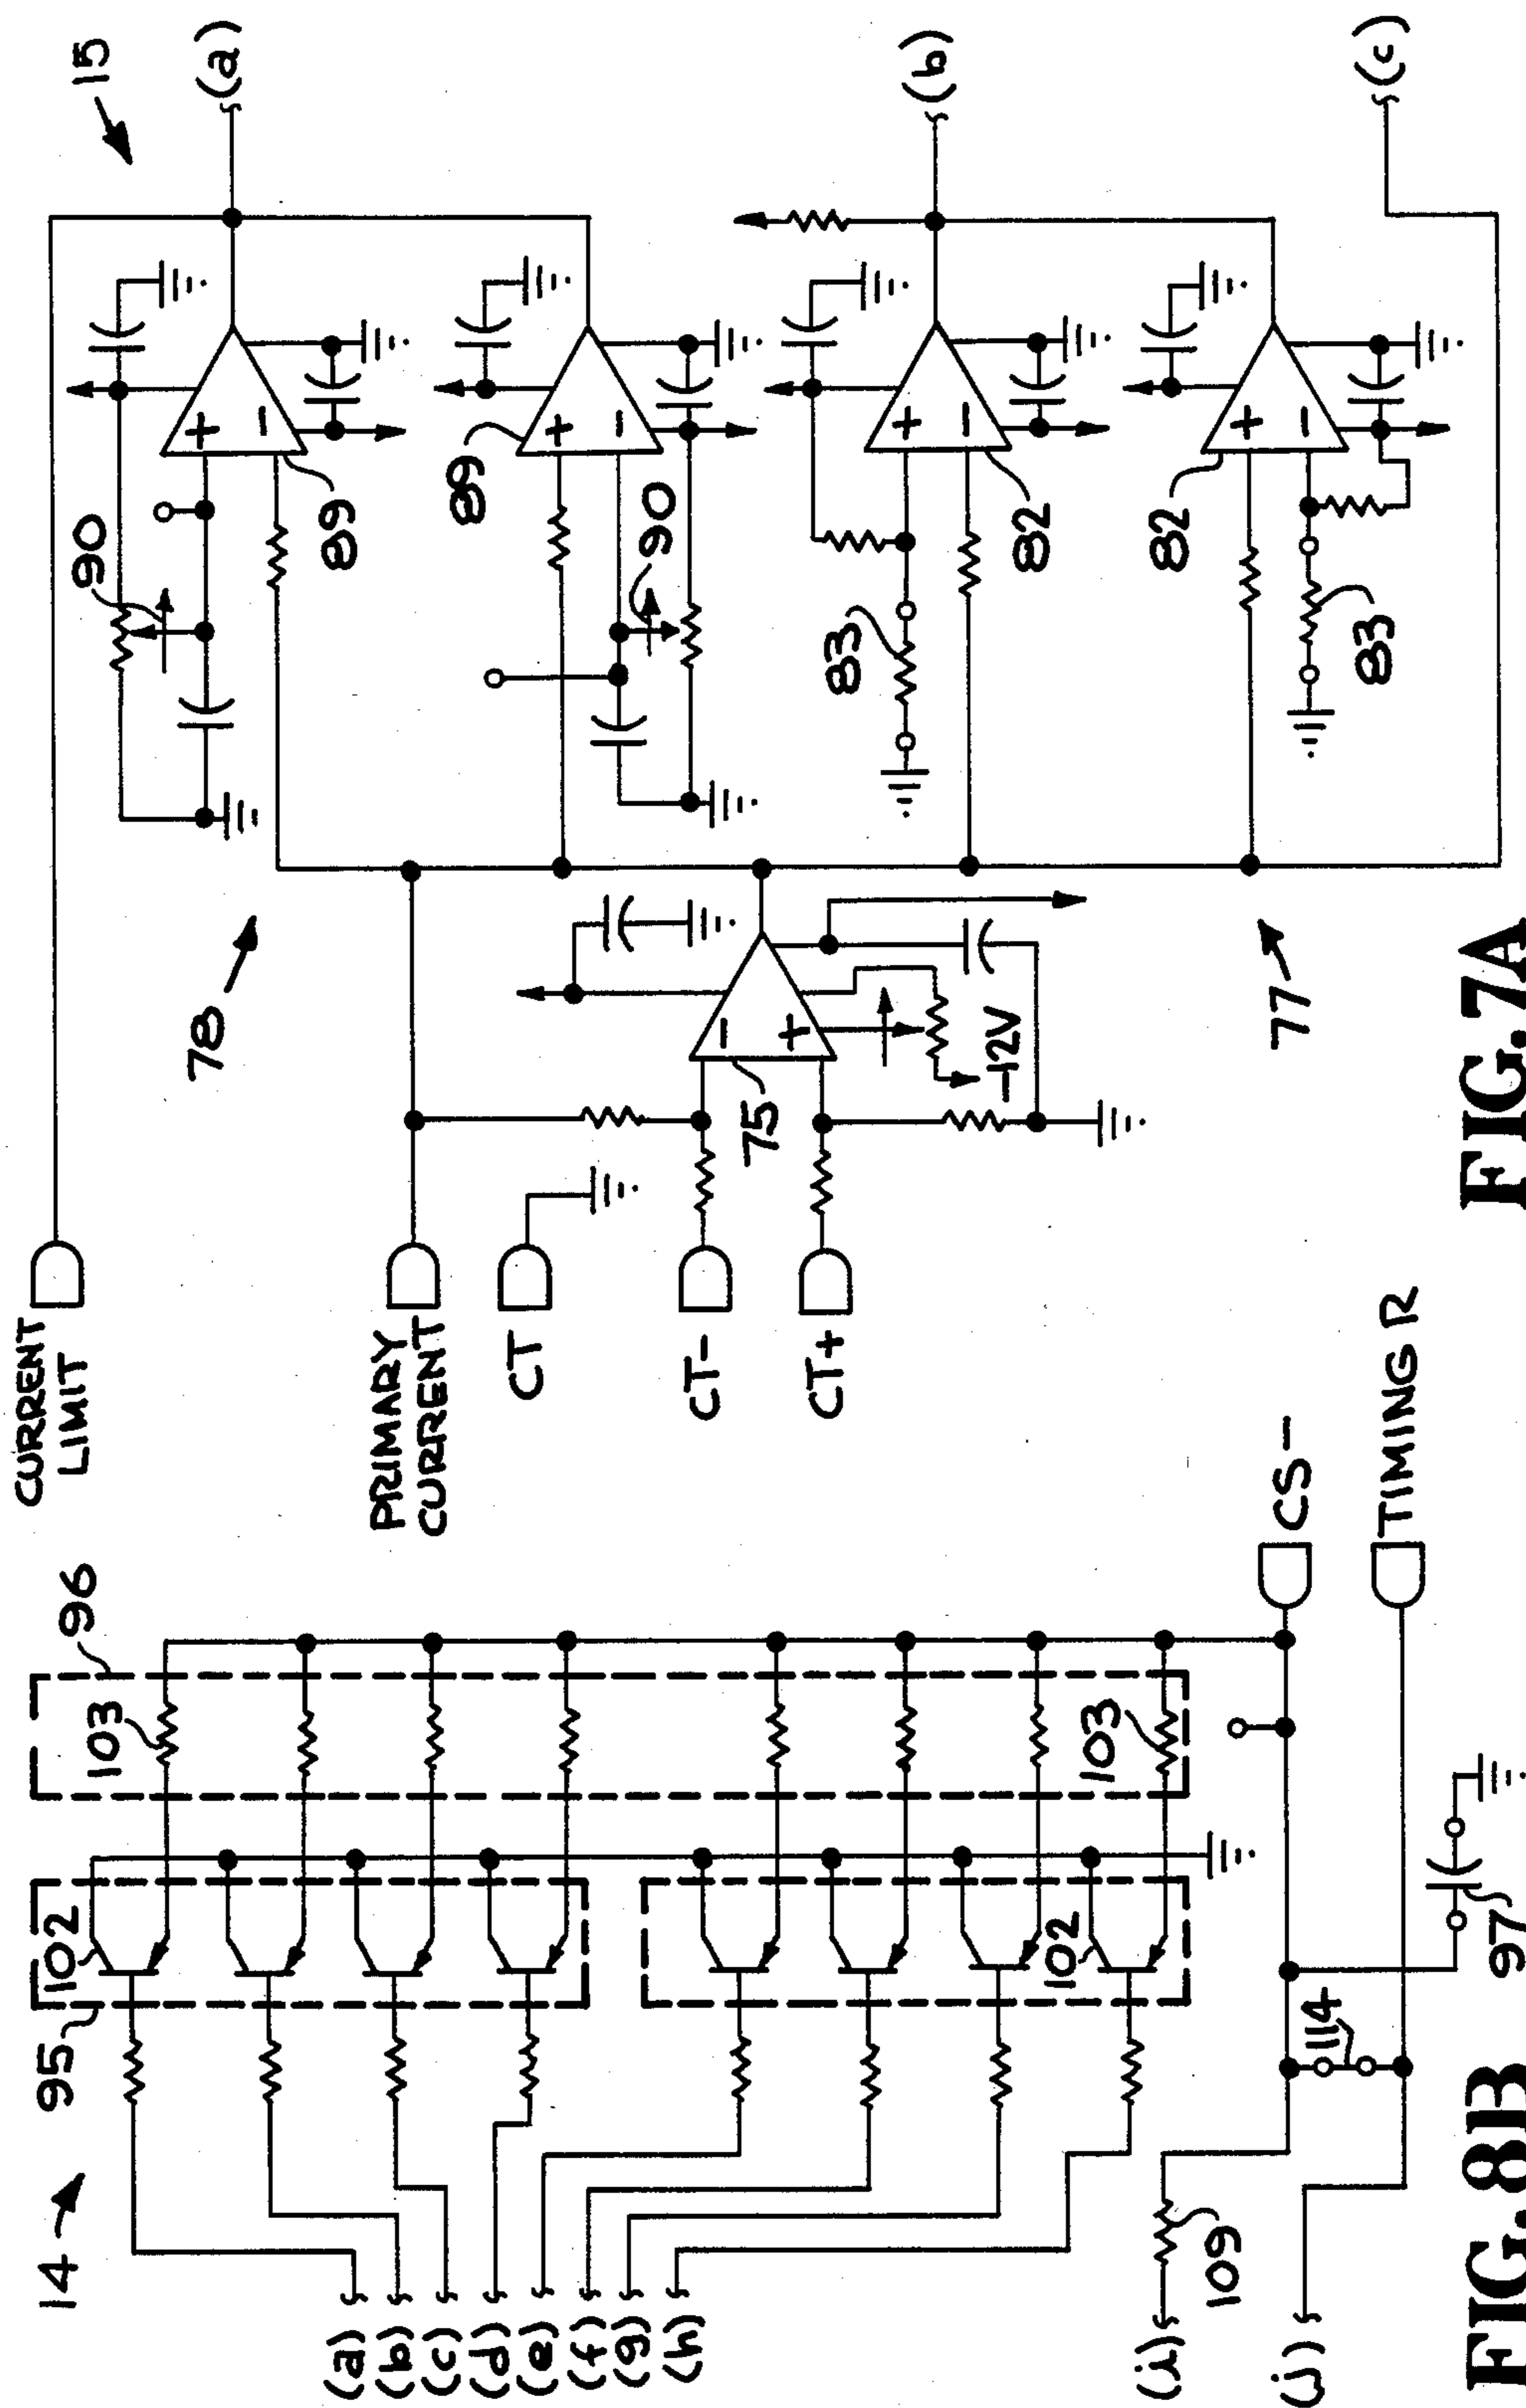 15
(a)
CURRENT
LIMIT
90
+
−
89
89
+
−
90
78
PRIMARY
CURRENT
CT
CT−
CT+
−
+
75
−12V
(b)
+
−
82
83
82
+
−
83
(c)
77
FIG. 7A
14
95
102
103
96
(a)
(b)
(c)
(d)
(e)
(f)
(g)
(h)
102
103
CS−
TIMING R
(i)
109
(j)
114
97
FIG. 8B